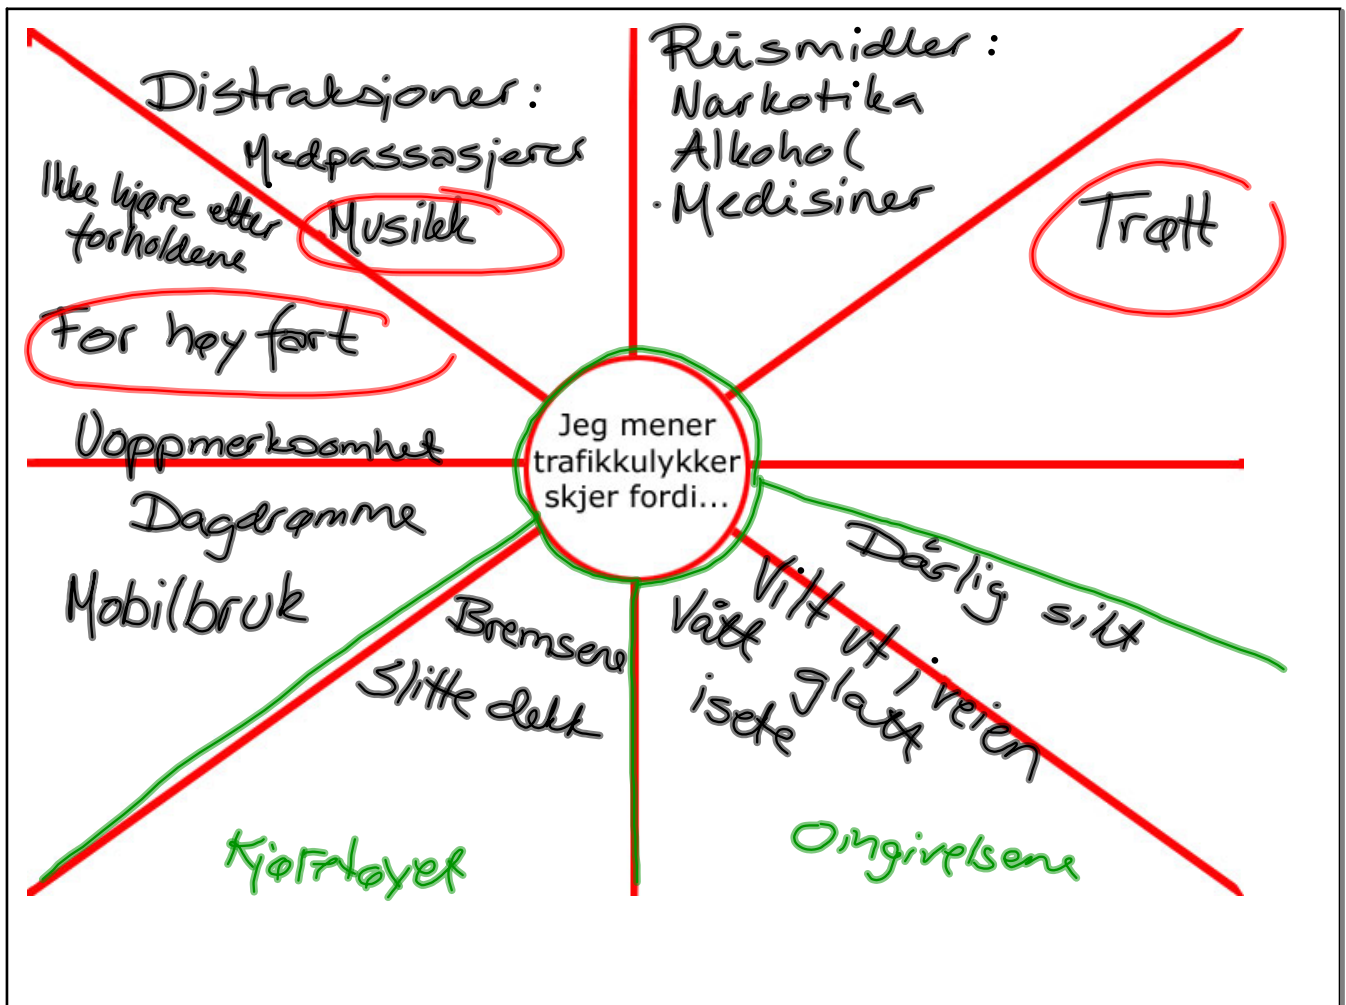 Distraksjoner:
Medpassasjerer
Musikk
Rusmidler:
Narkotika
Alkohol
Medisiner
Trøtt
Ikke kjøre etter
forholdene
For høy fart
Uoppmerksomhet
Dagdrømme
Mobilbruk
Jeg mener
trafikkulykker
skjer fordi...
Dårlig sikt
Vilt ut i veien
Vått glatt
isete
Bremsene
Slitte dekk
Kjøretøyet
Omgivelsene